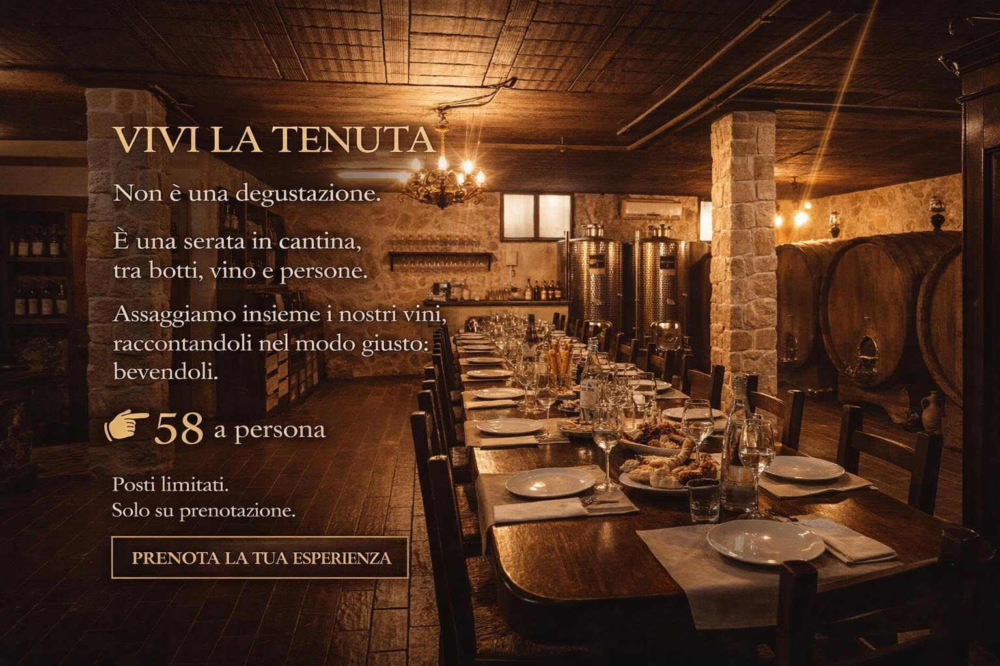 VIVI LA TENUTA
Non è una degustazione.
È una serata in cantina,
tra botti, vino e persone.
Assaggiamo insieme i nostri vini,
raccontandoli nel modo giusto:
bevendoli.
58 a persona
Posti limitati.
Solo su prenotazione.
PRENOTA LA TUA ESPERIENZA